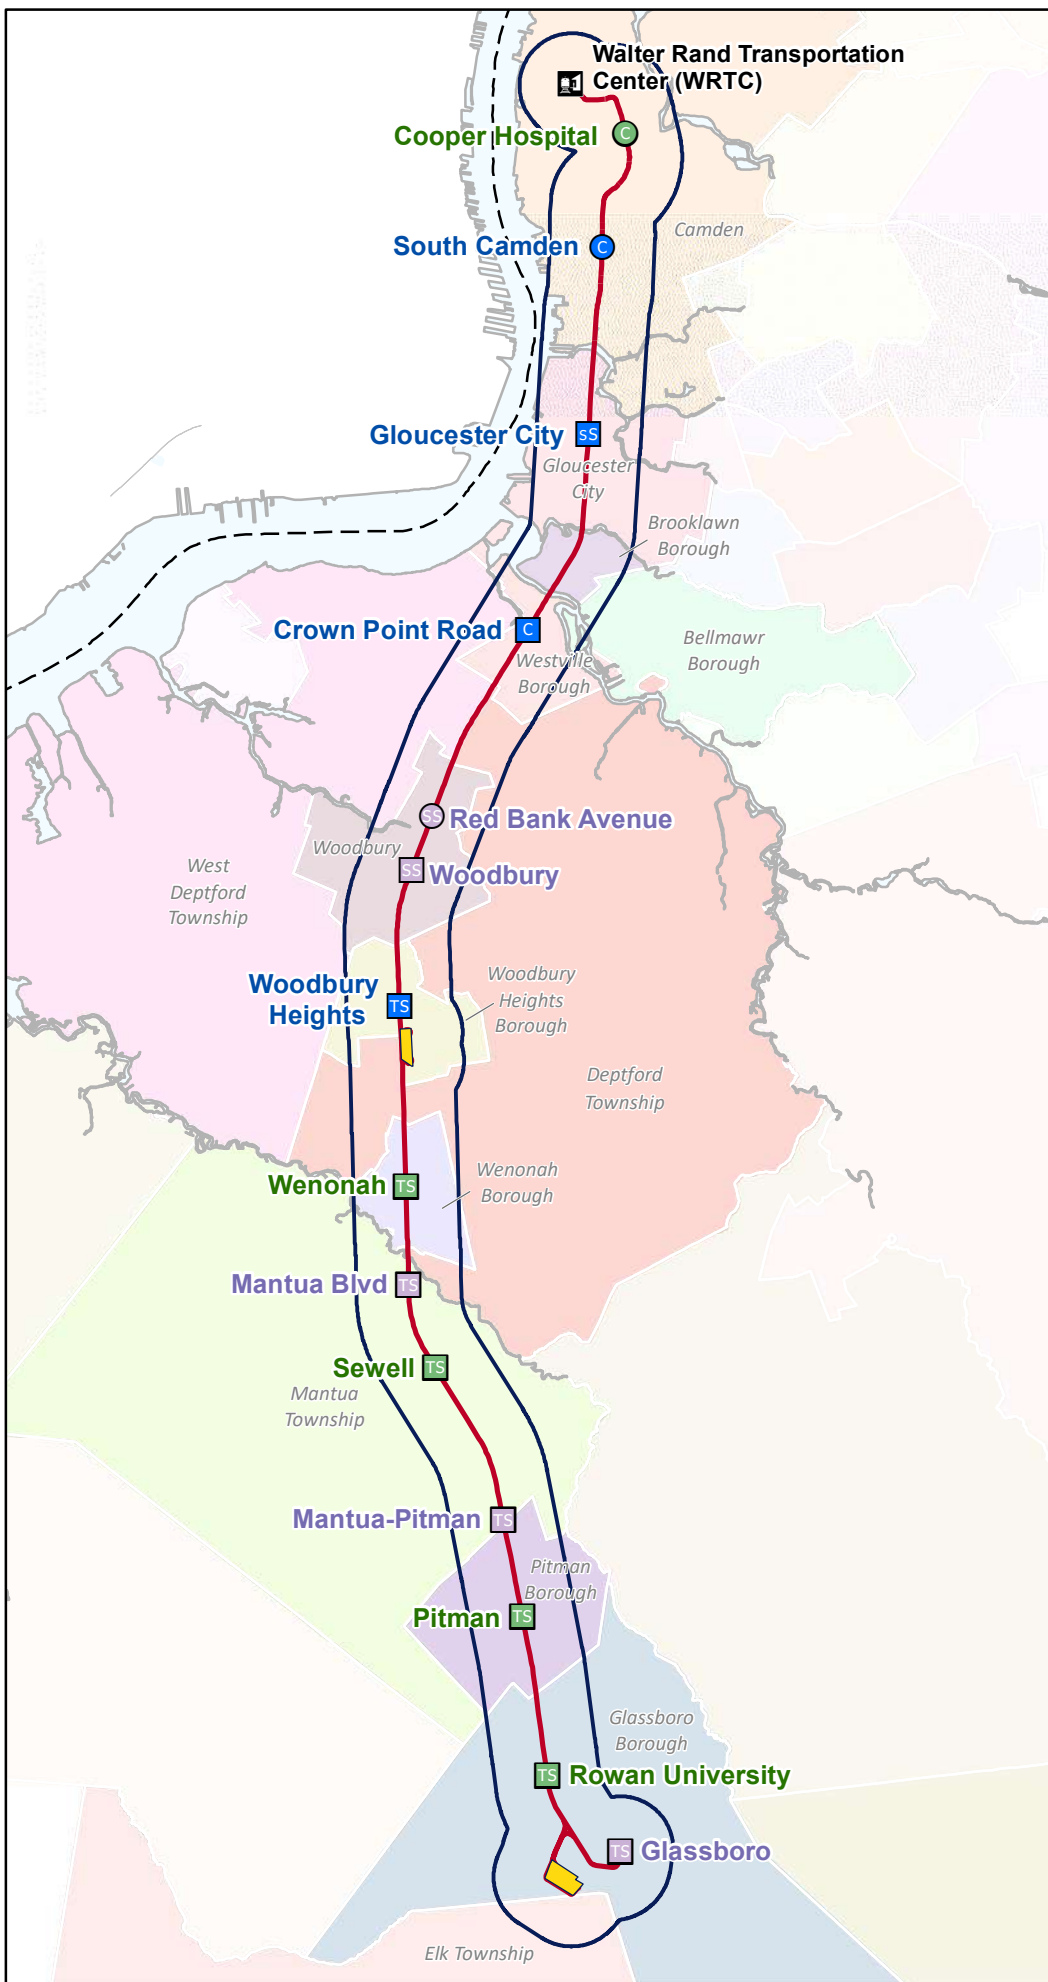 Walter Rand Transportation
Center (WRTC)
Cooper Hospital
C
Camden
South Camden
C
Gloucester City
SS
Gloucester
City
Brooklawn
Borough
Crown Point Road
C
Westville
Borough
Bellmawr
Borough
SS
Red Bank Avenue
Woodbury
SS
Woodbury
West
Deptford
Township
Woodbury
Heights
TS
Woodbury
Heights
Borough
Deptford
Township
Wenonah
TS
Wenonah
Borough
Mantua Blvd
TS
Sewell
TS
Mantua
Township
Mantua-Pitman
TS
Pitman
Borough
Pitman
TS
Glassboro
Borough
TS
Rowan University
TS
Glassboro
Elk Township